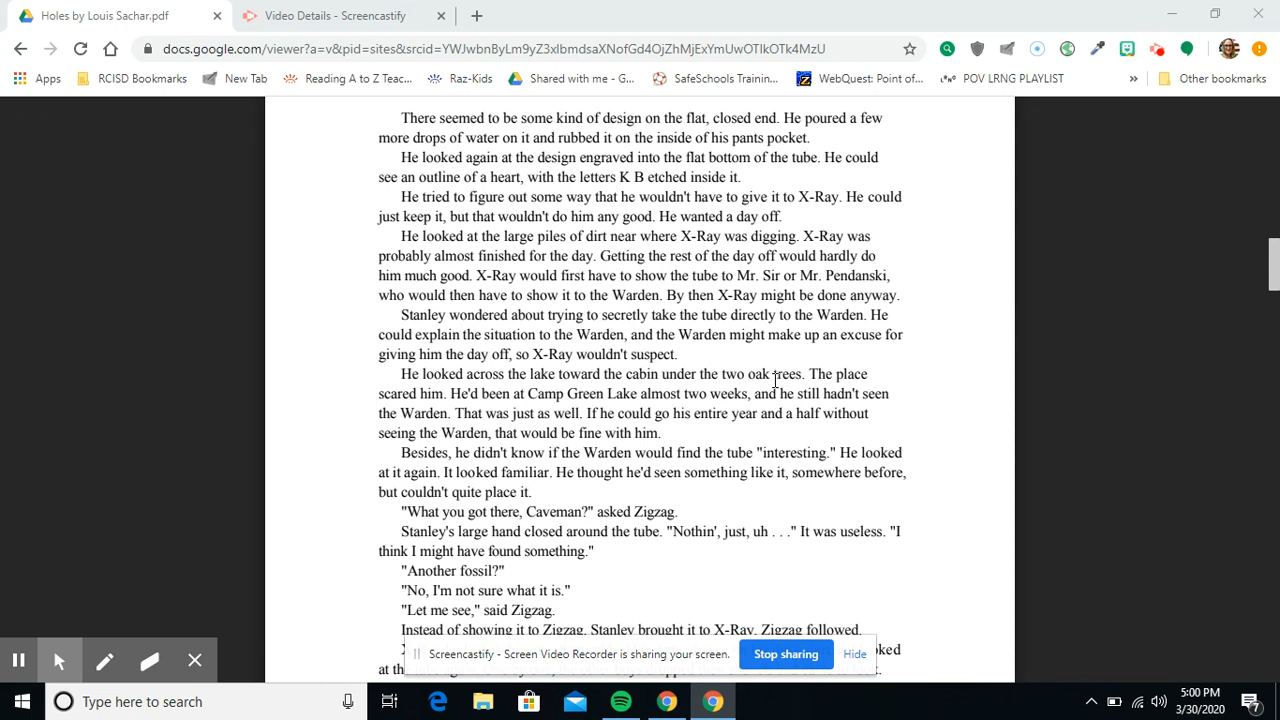 Holes by Louis Sachar.pdf
Video Details - Screencastify
docs.google.com/viewer?a=v&pid=sites&srcid=YWJwbnByLm9yZ3xlbmdsaXNofGd4OjZhMjExYmUwOTlkOTk4MzU
Apps RCISD Bookmarks New Tab Reading A to Z Teac... Raz-Kids Shared with me - G... SafeSchools Trainin... WebQuest: Point of... POV LRNG PLAYLIST » Other bookmarks
There seemed to be some kind of design on the flat, closed end. He poured a few
more drops of water on it and rubbed it on the inside of his pants pocket.
He looked again at the design engraved into the flat bottom of the tube. He could
see an outline of a heart, with the letters K B etched inside it.
He tried to figure out some way that he wouldn't have to give it to X-Ray. He could
just keep it, but that wouldn't do him any good. He wanted a day off.
He looked at the large piles of dirt near where X-Ray was digging. X-Ray was
probably almost finished for the day. Getting the rest of the day off would hardly do
him much good. X-Ray would first have to show the tube to Mr. Sir or Mr. Pendanski,
who would then have to show it to the Warden. By then X-Ray might be done anyway.
Stanley wondered about trying to secretly take the tube directly to the Warden. He
could explain the situation to the Warden, and the Warden might make up an excuse for
giving him the day off, so X-Ray wouldn't suspect.
He looked across the lake toward the cabin under the two oak trees. The place
scared him. He'd been at Camp Green Lake almost two weeks, and he still hadn't seen
the Warden. That was just as well. If he could go his entire year and a half without
seeing the Warden, that would be fine with him.
Besides, he didn't know if the Warden would find the tube "interesting." He looked
at it again. It looked familiar. He thought he'd seen something like it, somewhere before,
but couldn't quite place it.
"What you got there, Caveman?" asked Zigzag.
Stanley's large hand closed around the tube. "Nothin', just, uh . . ." It was useless. "I
think I might have found something."
"Another fossil?"
"No, I'm not sure what it is."
"Let me see," said Zigzag.
Instead of showing it to Zigzag, Stanley brought it to X-Ray. Zigzag followed.
Screencastify - Screen Video Recorder is sharing your screen. Stop sharing Hide
at the
Type here to search
5:00 PM
3/30/2020
7